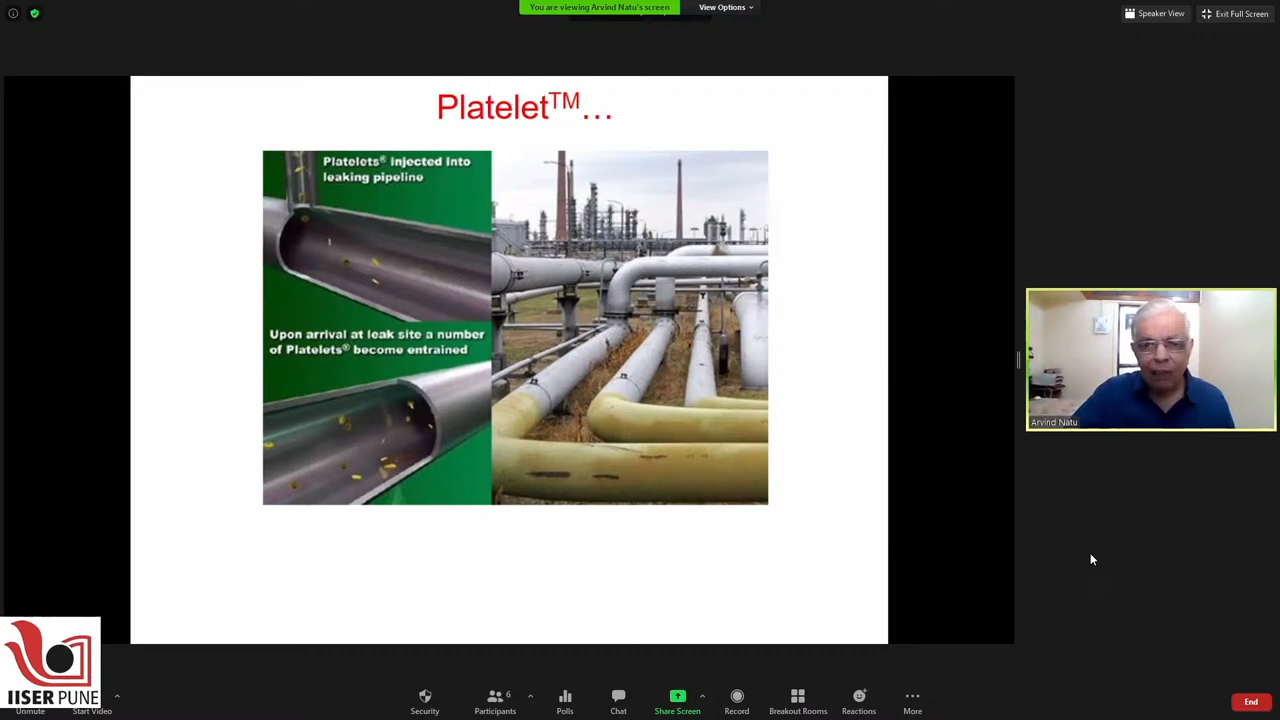 You are viewing Arvind Natu's screen
View Options
Speaker View
Exit Full Screen
Platelet™…
Platelets® injected into
leaking pipeline
Upon arrival at leak site a number
of Platelets® become entrained
Arvind Natu
IISER PUNE
Unmute
Start Video
Security
Participants
6
Polls
Chat
Share Screen
Record
Breakout Rooms
Reactions
More
End